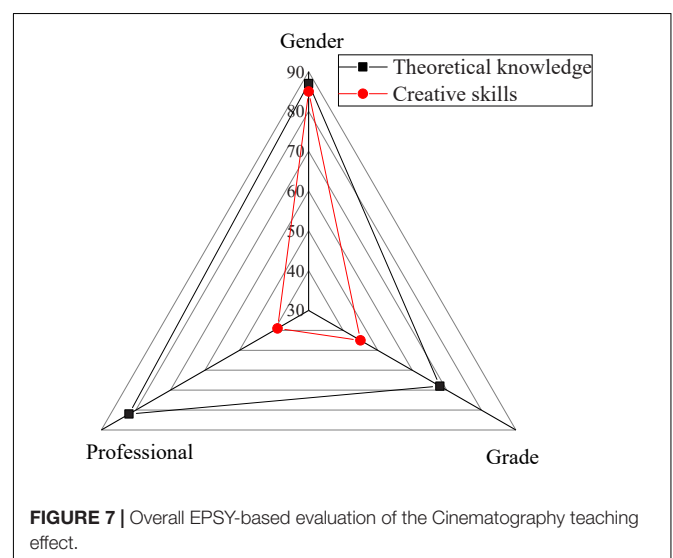 Gender
90
Theoretical knowledge
Creative skills
80
70
60
50
40
30
Professional
Grade
FIGURE 7 | Overall EPSY-based evaluation of the Cinematography teaching
effect.